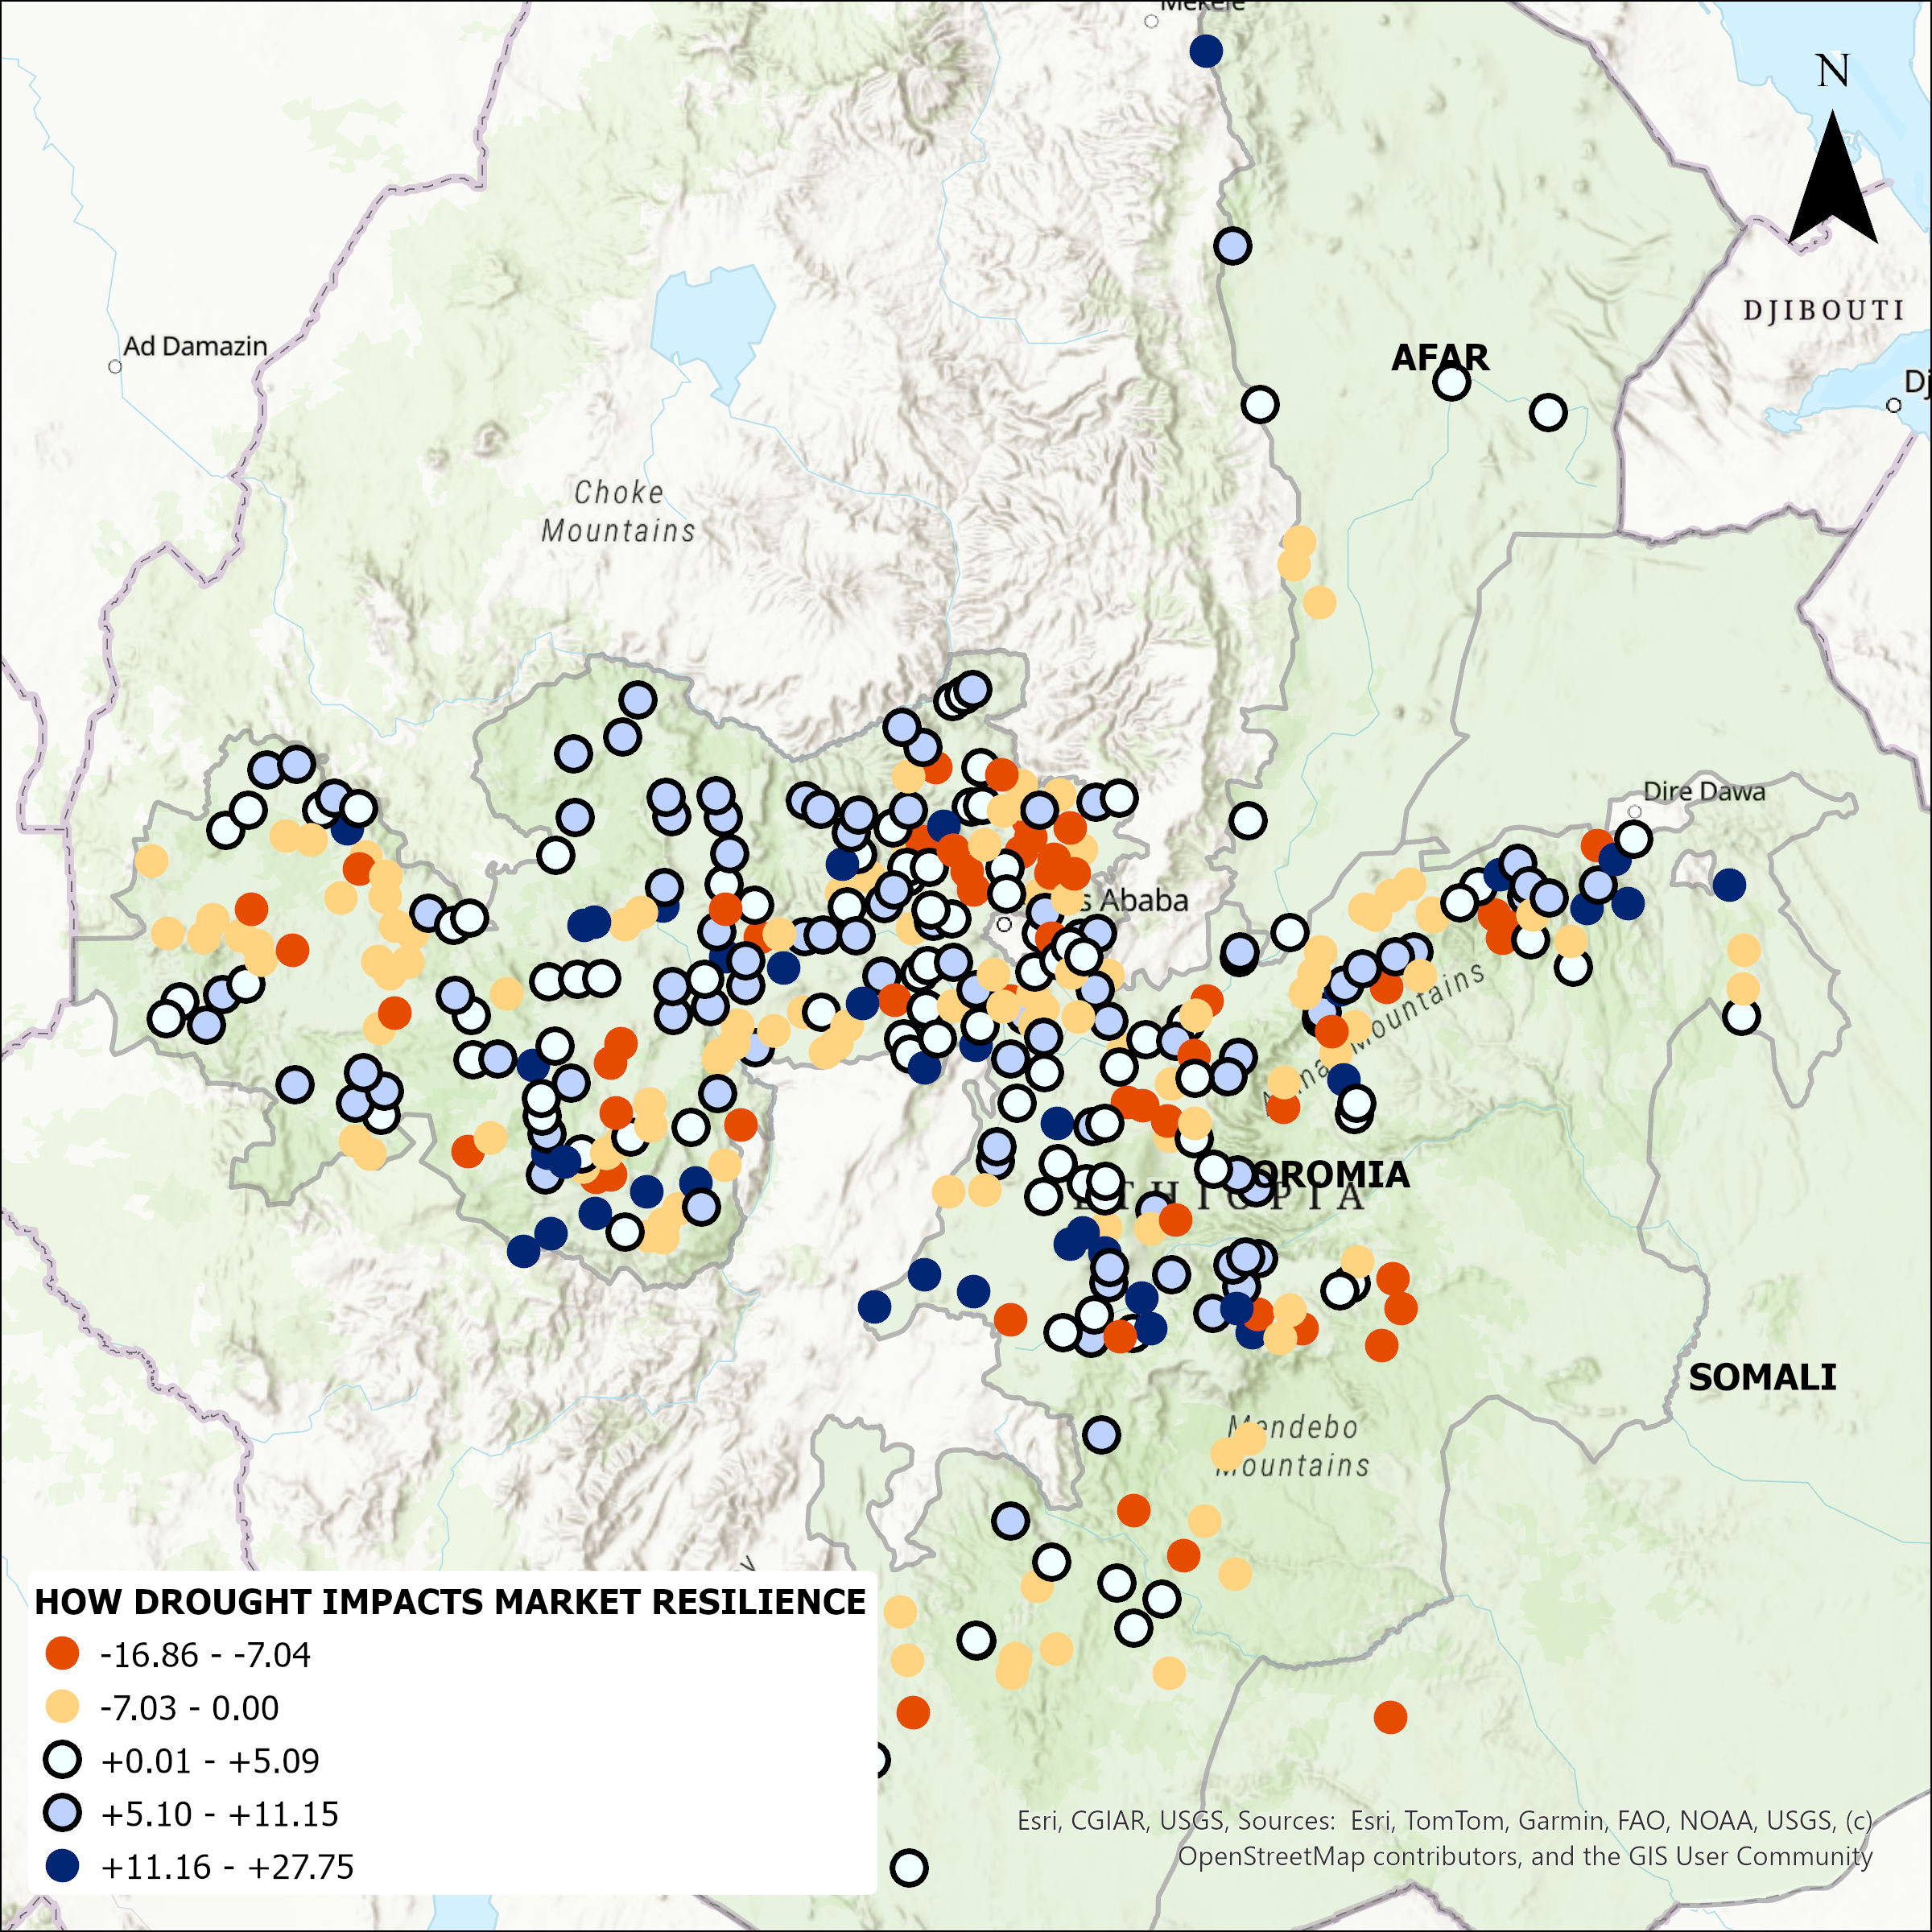 Mekele
N
DJIBOUTI
Ad Damazin
AFAR
Choke
Mountains
Dire Dawa
Ababa
Mountains
OROMIA
ETHIOPIA
SOMALI
Mendebo
Mountains
HOW DROUGHT IMPACTS MARKET RESILIENCE
-16.86 - -7.04
-7.03 - 0.00
+0.01 - +5.09
+5.10 - +11.15
+11.16 - +27.75
Esri, CGIAR, USGS, Sources: Esri, TomTom, Garmin, FAO, NOAA, USGS, (c)
OpenStreetMap contributors, and the GIS User Community